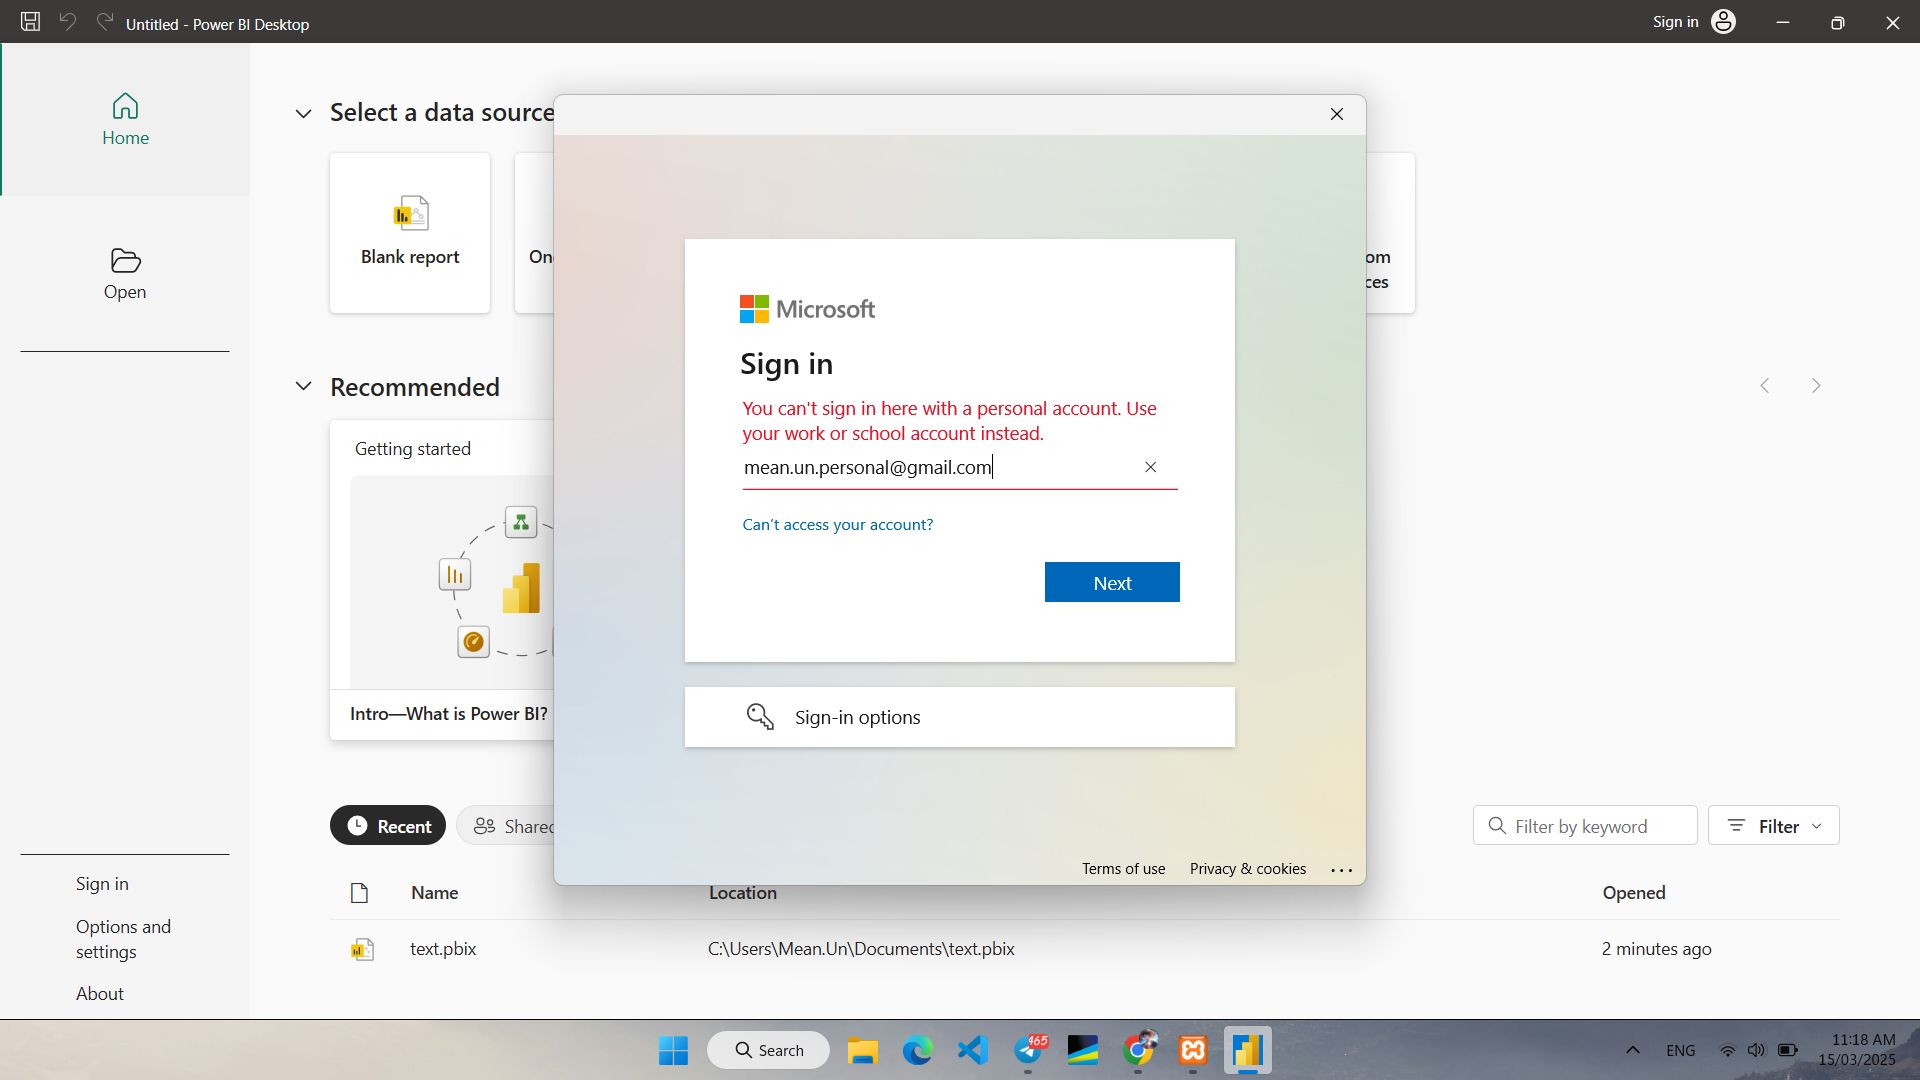 Untitled - Power BI Desktop
Sign in
Home
Open
Select a data source
Blank report
Microsoft
Sign in
You can't sign in here with a personal account. Use
your work or school account instead.
mean.un.personal@gmail.com
Can't access your account?
Next
Sign-in options
Terms of use
Privacy & cookies
Recommended
Getting started
Intro—What is Power BI?
Recent
Shared
Filter by keyword
Filter
Name
Location
Opened
text.pbix
C:\Users\Mean.Un\Documents\text.pbix
2 minutes ago
Sign in
Options and
settings
About
Search
465
ENG
11:18 AM
15/03/2025